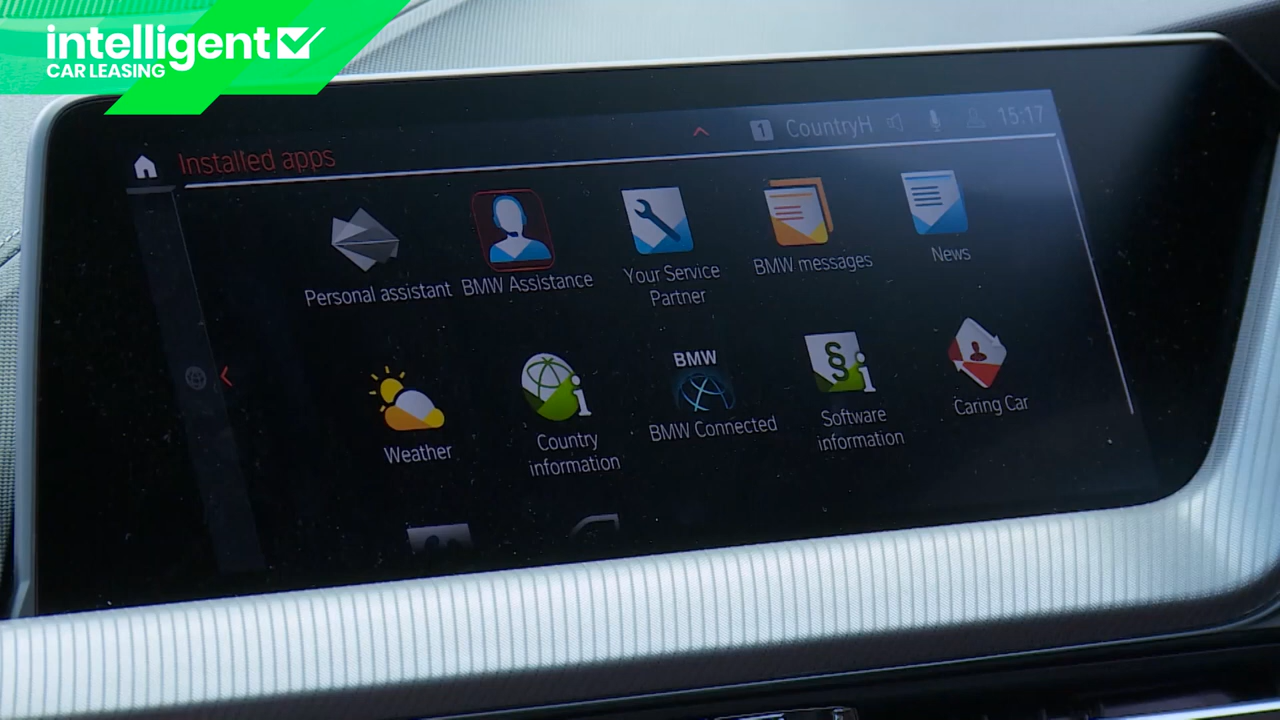 intelligent
CAR LEASING
Installed apps
1 CountryH 15:17
Personal assistant
BMW Assistance
Your Service
Partner
BMW messages
News
Weather
Country
information
BMW
BMW Connected
§
Software
information
Caring Car